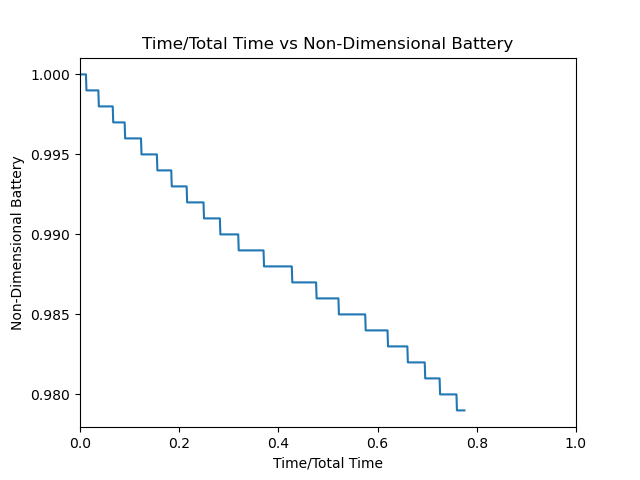 Time/Total Time vs Non-Dimensional Battery
Non-Dimensional Battery
1.000
0.995
0.990
0.985
0.980
0.0 0.2 0.4 0.6 0.8 1.0
Time/Total Time